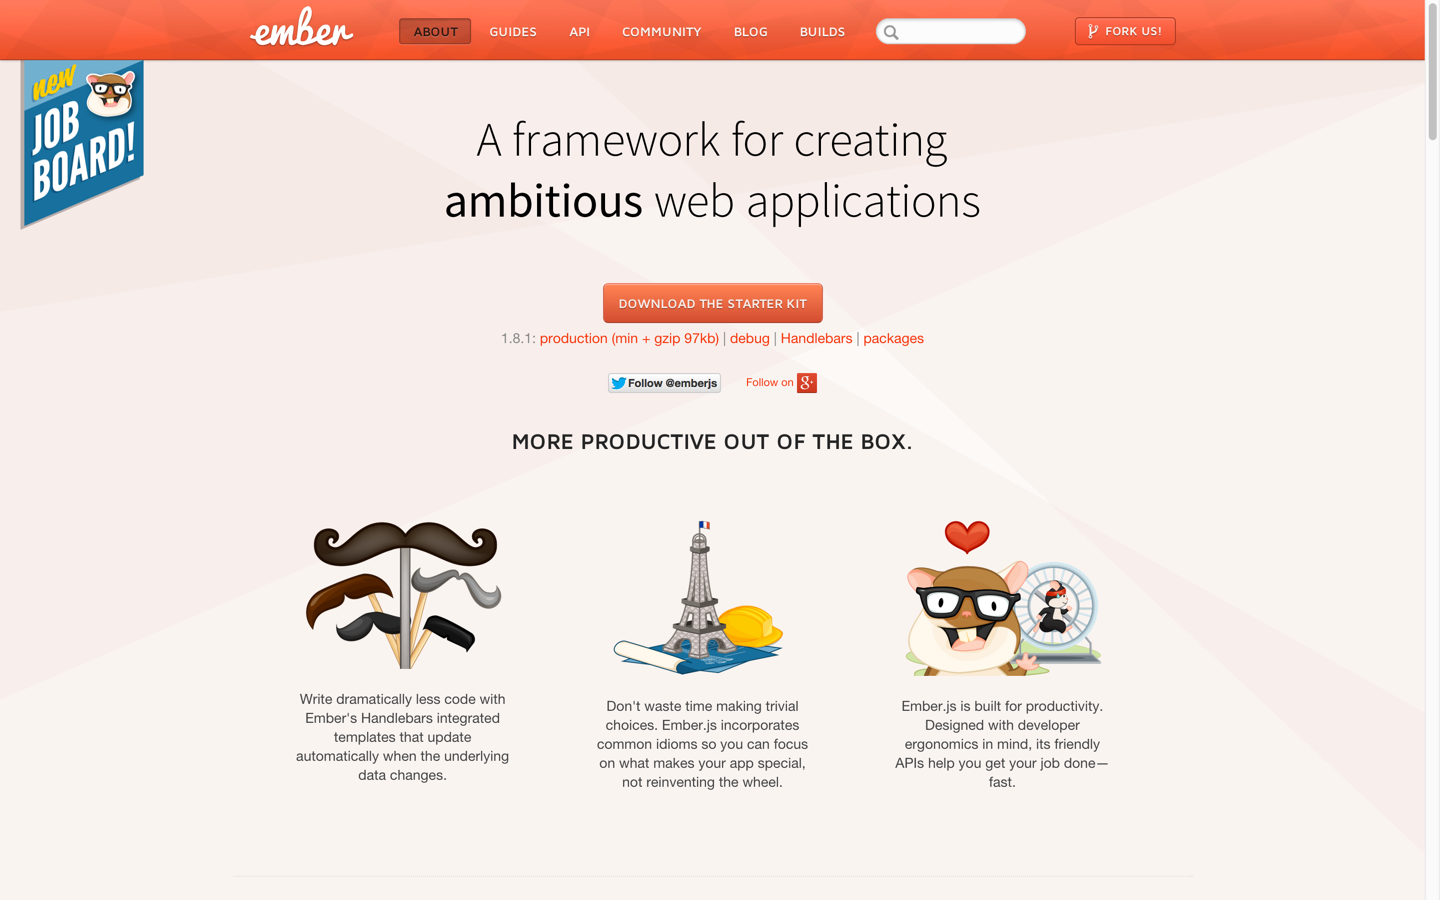 ember
ABOUT
GUIDES
API
COMMUNITY
BLOG
BUILDS
FORK US!
new
JOB
BOARD!
A framework for creating
ambitious web applications
DOWNLOAD THE STARTER KIT
1.8.1: production (min + gzip 97kb) | debug | Handlebars | packages
Follow @emberjs
Follow on g+
MORE PRODUCTIVE OUT OF THE BOX.
Write dramatically less code with
Ember's Handlebars integrated
templates that update
automatically when the underlying
data changes.
Don't waste time making trivial
choices. Ember.js incorporates
common idioms so you can focus
on what makes your app special,
not reinventing the wheel.
Ember.js is built for productivity.
Designed with developer
ergonomics in mind, its friendly
APIs help you get your job done—
fast.